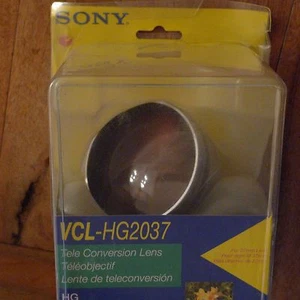 SONY
VCL-HG2037
Tele Conversion Lens
Téléobjectif
Lente de teleconversión
HG